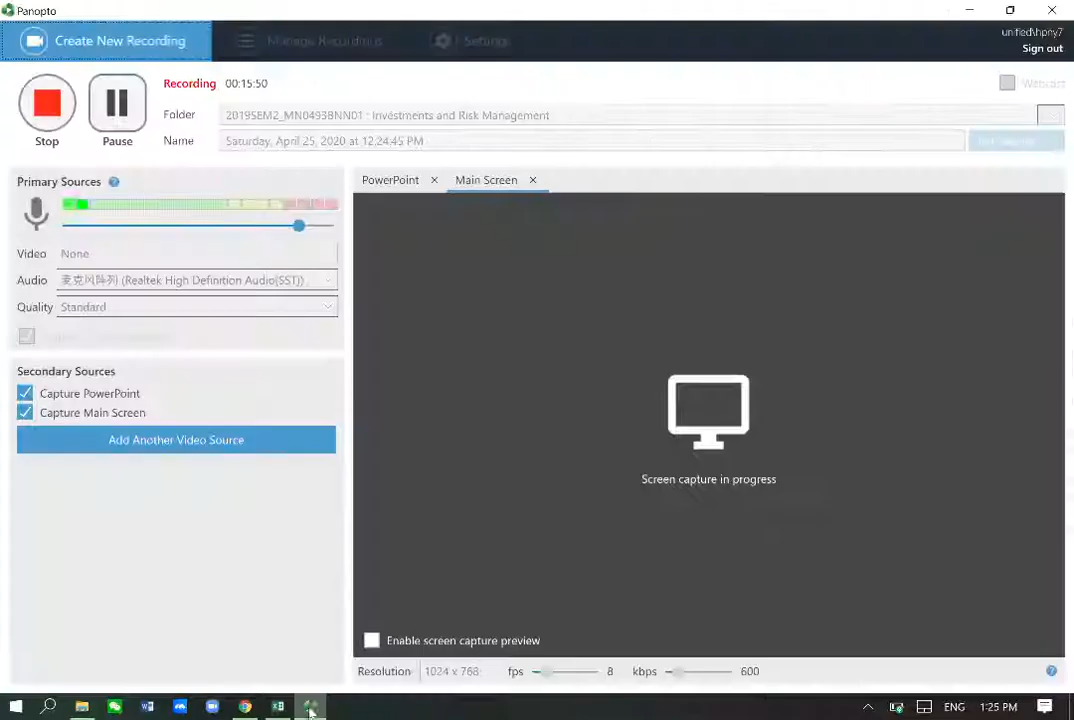 Panopto
Create New Recording
Manage Recordings
Settings
unified\hpny7
Sign out
Recording 00:15:50
Webcast
Folder 2019SEM2_MN0493BNN01 : Investments and Risk Management
Stop Pause Name Saturday, April 25, 2020 at 12:24:45 PM
Primary Sources
PowerPoint
Main Screen
Video None
Audio 麦克风阵列 (Realtek High Definition Audio(SST))
Quality Standard
Secondary Sources
Capture PowerPoint
Capture Main Screen
Add Another Video Source
Screen capture in progress
Enable screen capture preview
Resolution 1024 x 768 fps 8 kbps 600
ENG 1:25 PM